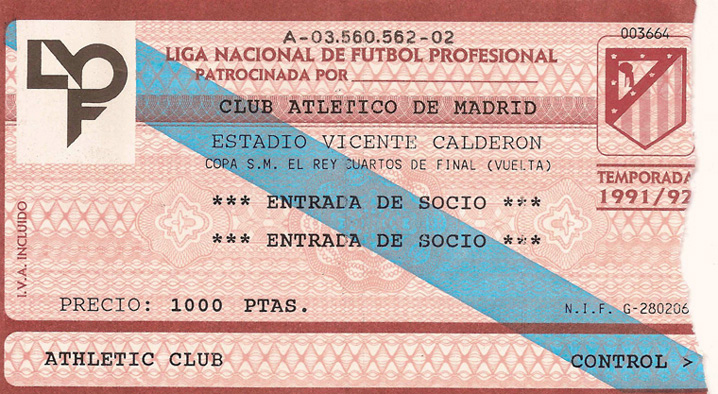 A-03.560.562-02
003664
LPF
LIGA NACIONAL DE FUTBOL PROFESIONAL
PATROCINADA POR
CLUB ATLETICO DE MADRID
ESTADIO VICENTE CALDERON
COPA S.M. EL REY CUARTOS DE FINAL (VUELTA)
TEMPORADA
1991/92
*** ENTRADA DE SOCIO ***
*** ENTRADA DE SOCIO ***
I.V.A. INCLUIDO
PRECIO: 1000 PTAS.
N.I.F. G-280206
ATHLETIC CLUB
CONTROL >